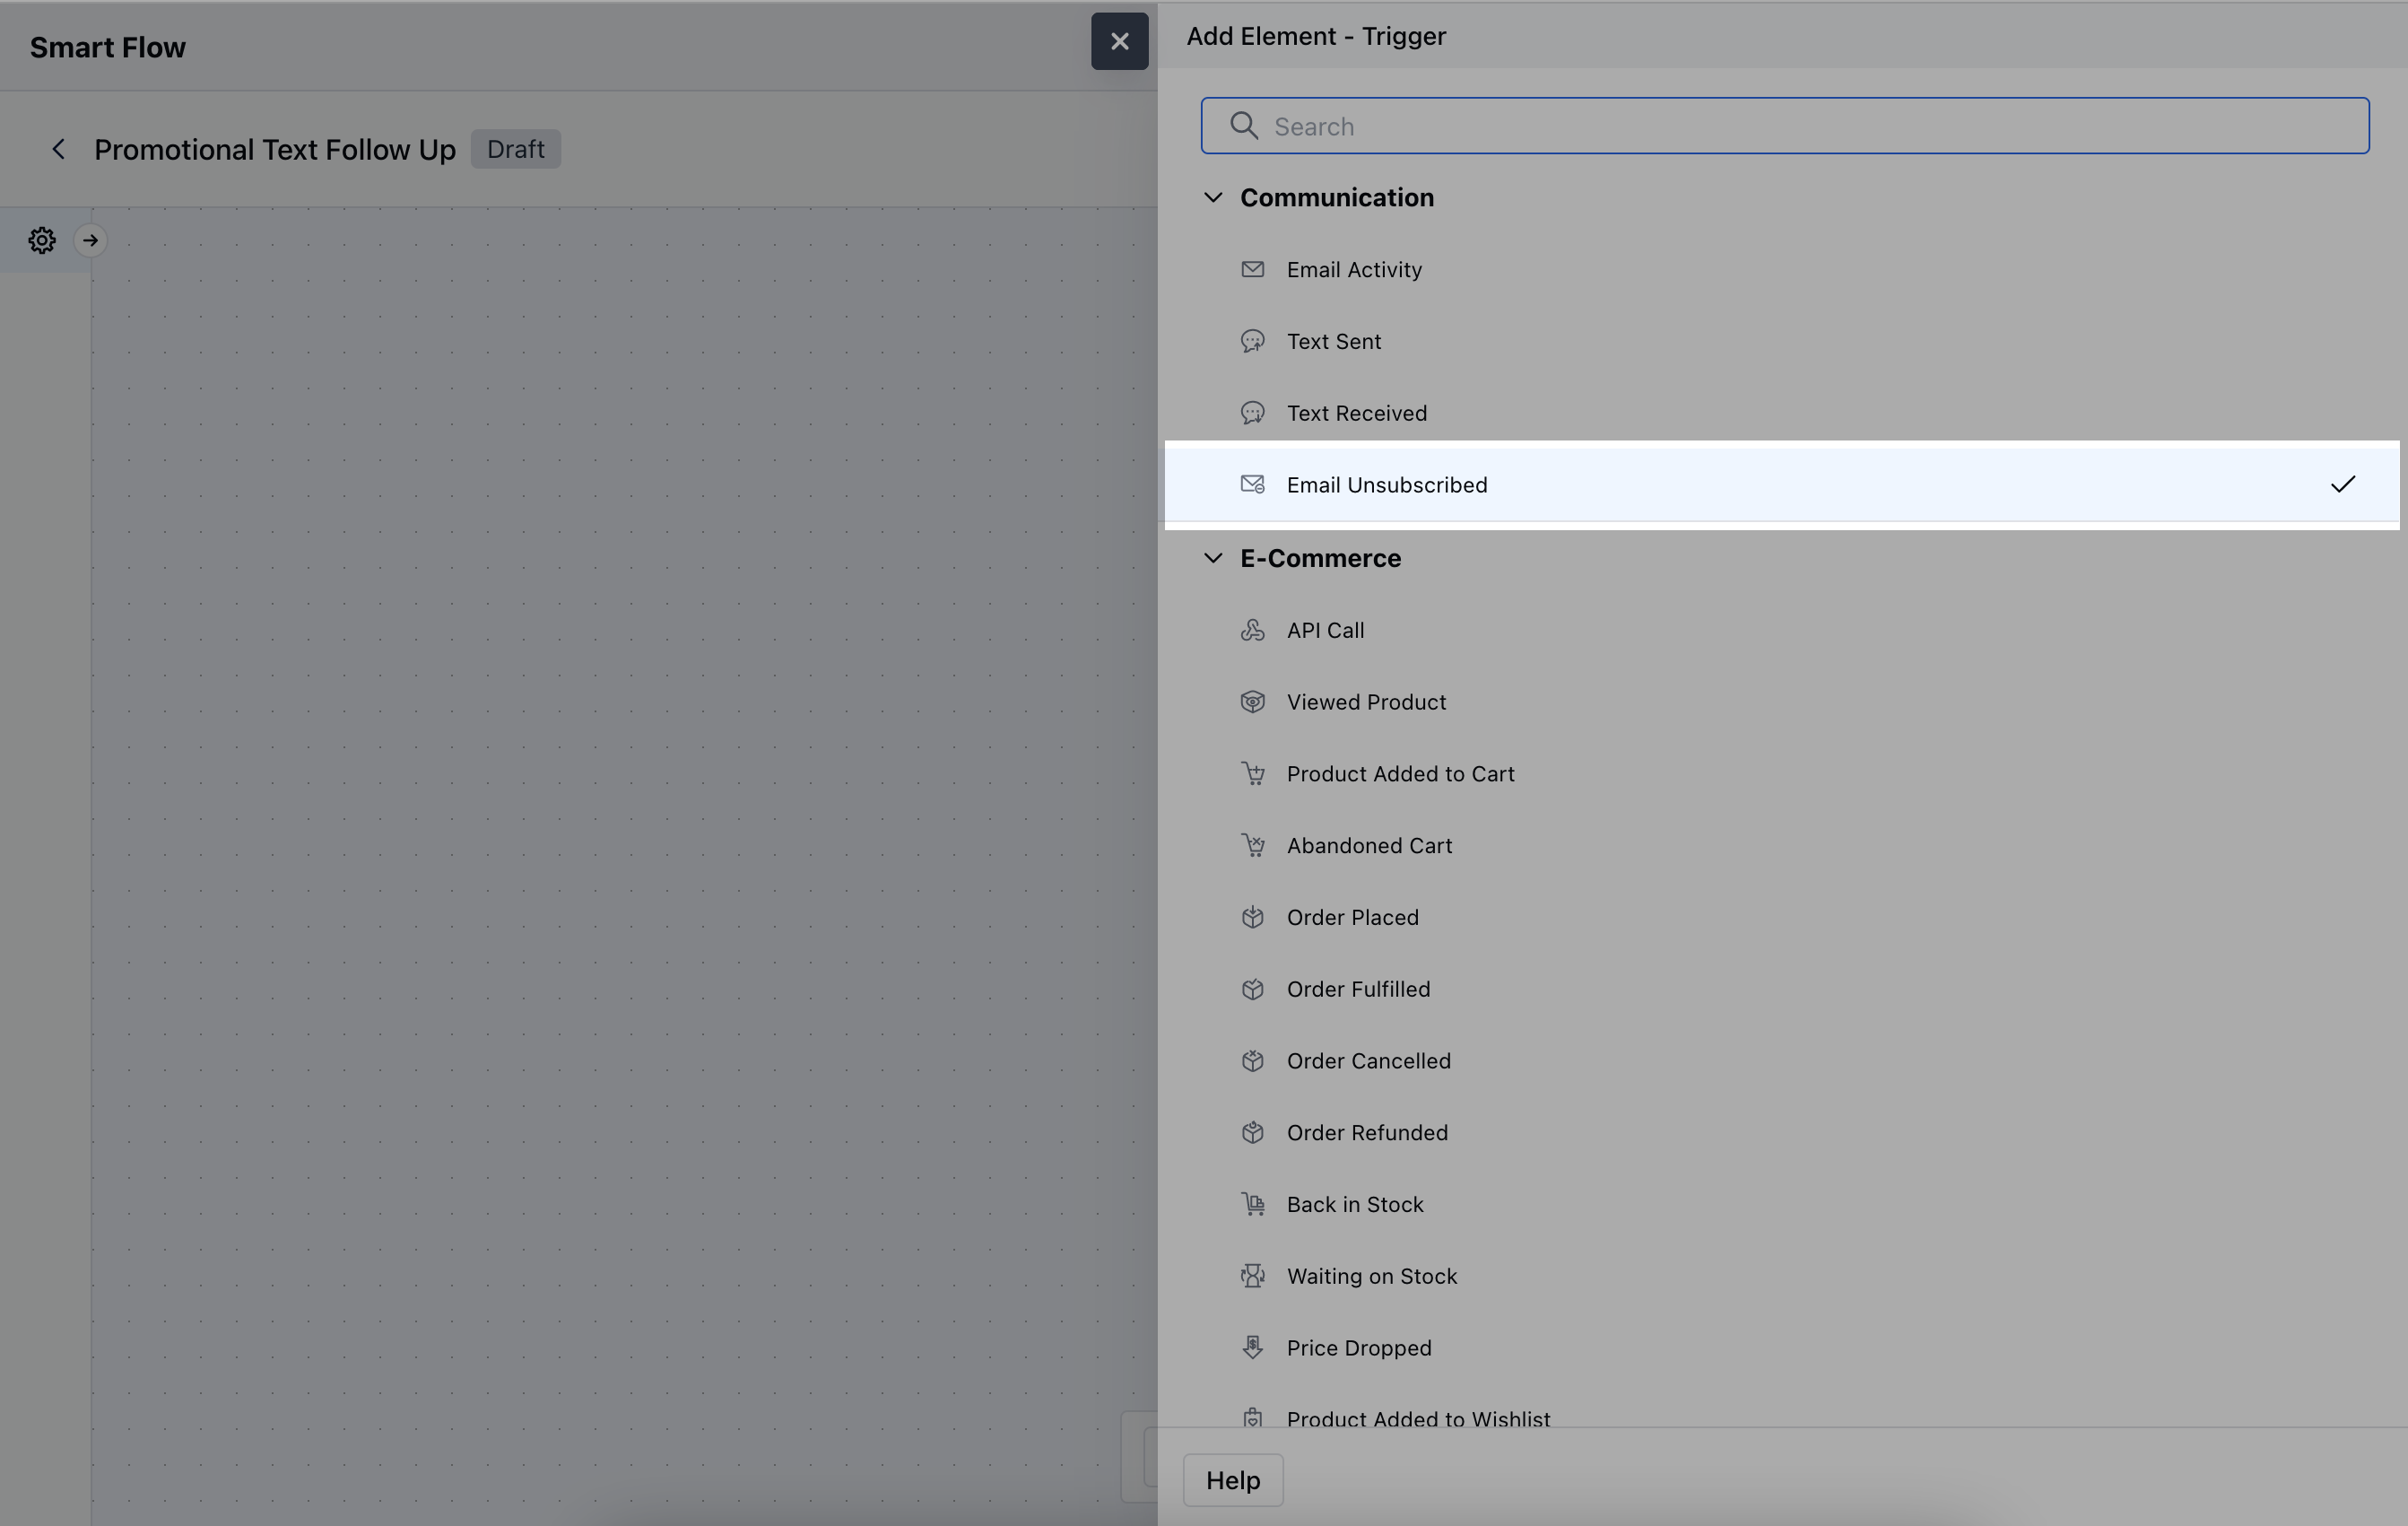 Smart Flow
Add Element - Trigger
Promotional Text Follow Up
Draft
Search
Communication
Email Activity
Text Sent
Text Received
Email Unsubscribed
E-Commerce
API Call
Viewed Product
Product Added to Cart
Abandoned Cart
Order Placed
Order Fulfilled
Order Cancelled
Order Refunded
Back in Stock
Waiting on Stock
Price Dropped
Product Added to Wishlist
Help